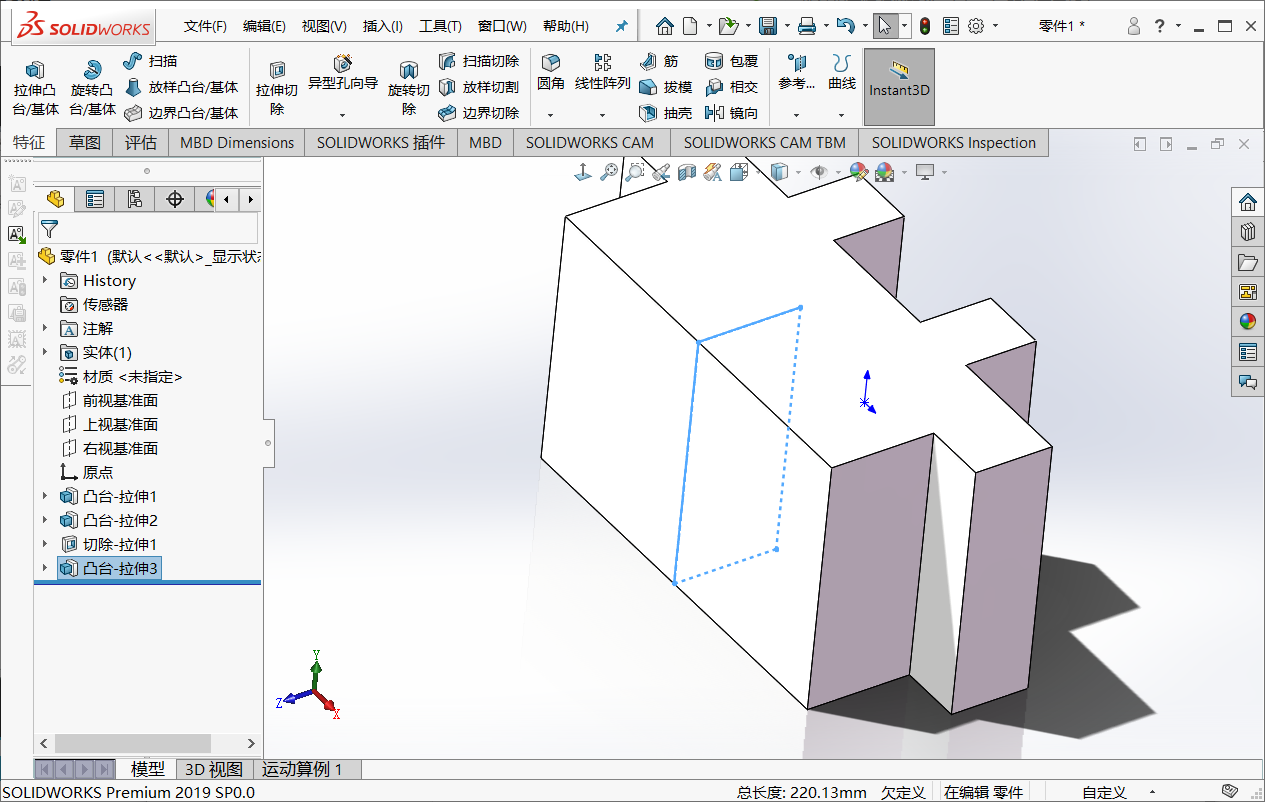 SOLIDWORKS 文件(F) 编辑(E) 视图(V) 插入(I) 工具(T) 窗口(W) 帮助(H) 零件1 * ?
拉伸凸台/基体
旋转凸台/基体
扫描
放样凸台/基体
边界凸台/基体
拉伸切除
异型孔向导
旋转切除
扫描切除
放样切割
边界切除
圆角
线性阵列
筋
拔模
抽壳
包覆
相交
镜向
参考...
曲线
Instant3D
特征 草图 评估 MBD Dimensions SOLIDWORKS 插件 MBD SOLIDWORKS CAM SOLIDWORKS CAM TBM SOLIDWORKS Inspection
零件1 (默认<<默认>_显示状
History
传感器
注解
实体(1)
材质 <未指定>
前视基准面
上视基准面
右视基准面
原点
凸台-拉伸1
凸台-拉伸2
切除-拉伸1
凸台-拉伸3
Y
Z
X
模型 3D 视图 运动算例 1
SOLIDWORKS Premium 2019 SP0.0 总长度: 220.13mm 欠定义 在编辑 零件 自定义